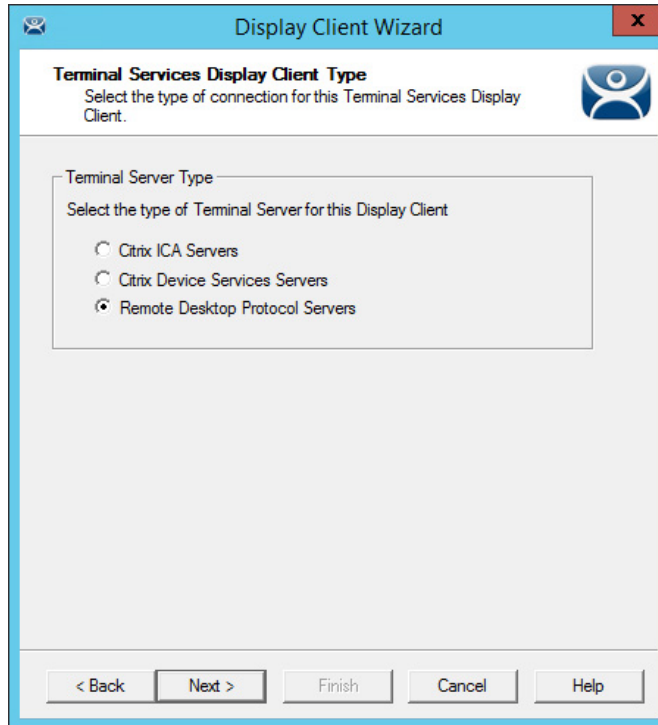 Display Client Wizard
x
Terminal Services Display Client Type
Select the type of connection for this Terminal Services Display
Client.
Terminal Server Type
Select the type of Terminal Server for this Display Client
Citrix ICA Servers
Citrix Device Services Servers
Remote Desktop Protocol Servers
< Back Next > Finish Cancel Help